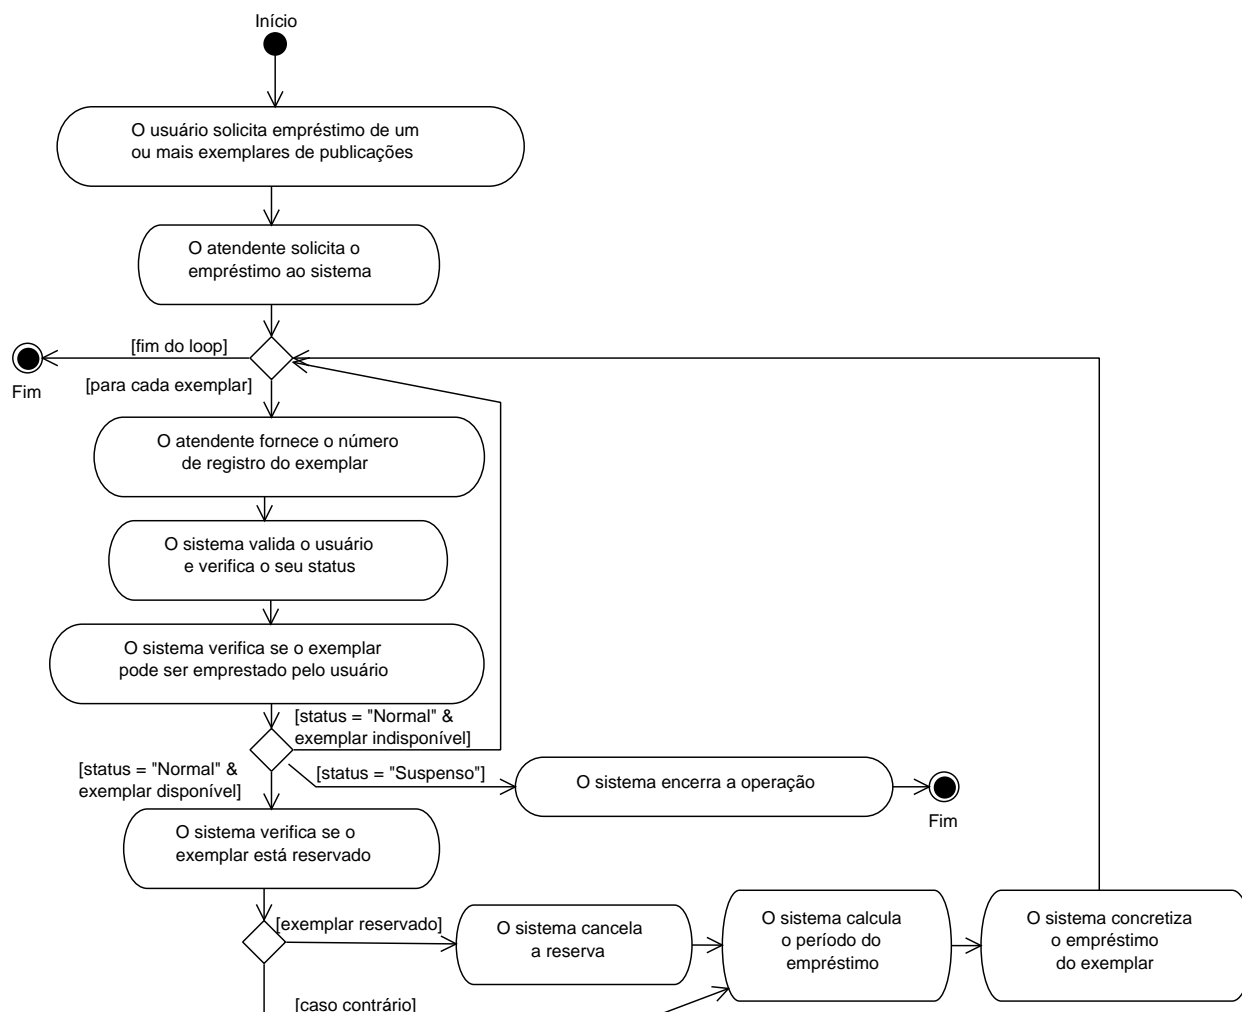 Início
O usuário solicita empréstimo de um
ou mais exemplares de publicações
O atendente solicita o
empréstimo ao sistema
[fim do loop]
Fim
[para cada exemplar]
O atendente fornece o número
de registro do exemplar
O sistema valida o usuário
e verifica o seu status
O sistema verifica se o exemplar
pode ser emprestado pelo usuário
[status = "Normal" &
exemplar indisponível]
[status = "Normal" &
exemplar disponível]
[status = "Suspenso"]
O sistema encerra a operação
Fim
O sistema verifica se o
exemplar está reservado
[exemplar reservado]
O sistema cancela
a reserva
O sistema calcula
o período do
empréstimo
O sistema concretiza
o empréstimo
do exemplar
[caso contrário]